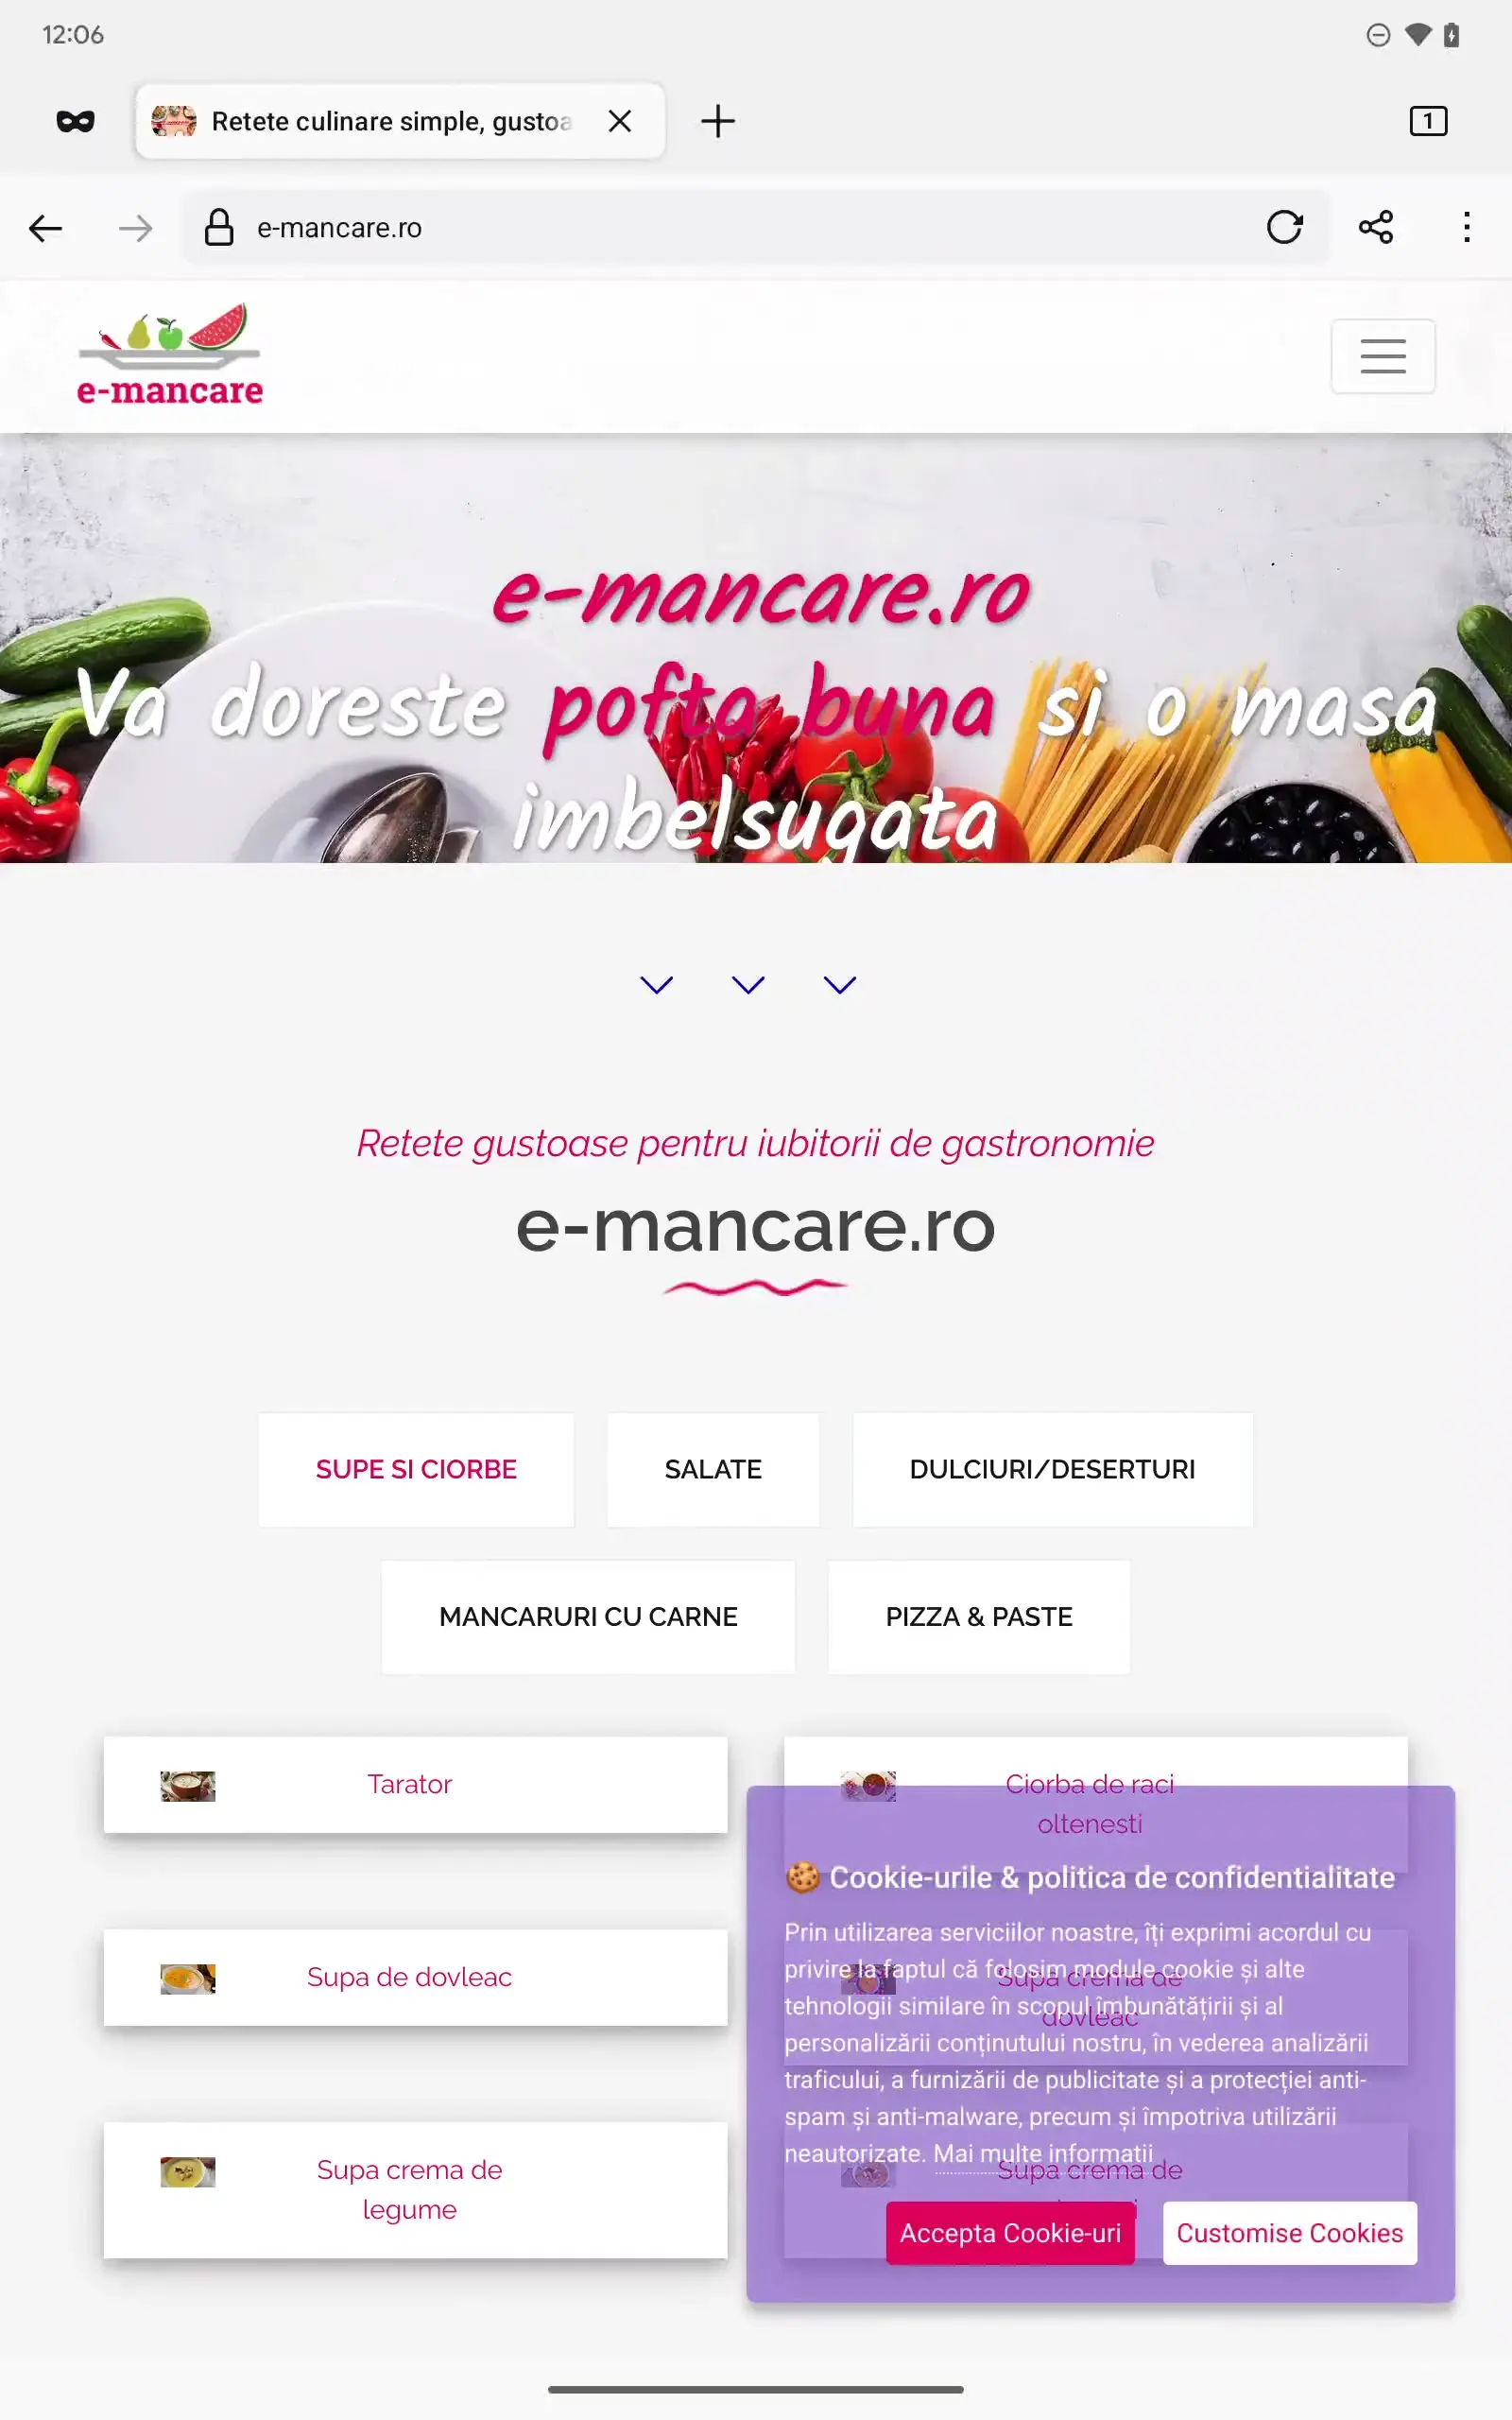 12:06
Retete culinare simple, gustoa
1
e-mancare.ro
e-mancare
e-mancare.ro
Va doreste pofta buna si o masa
imbelsugata
Retete gustoase pentru iubitorii de gastronomie
e-mancare.ro
SUPE SI CIORBE
SALATE
DULCIURI/DESERTURI
MANCARURI CU CARNE
PIZZA & PASTE
Tarator
Ciorba de raci
oltenesti
Supa de dovleac
Supa crema de
dovleac
Supa crema de
legume
Supa crema de
Cookie-urile & politica de confidentialitate
Prin utilizarea serviciilor noastre, îți exprimi acordul cu
privire la faptul că folosim module cookie și alte
tehnologii similare în scopul îmbunătățirii și al
personalizării conținutului nostru, în vederea analizării
traficului, a furnizării de publicitate și a protecției anti-
spam și anti-malware, precum și împotriva utilizării
neautorizate. Mai multe informatii
Accepta Cookie-uri
Customise Cookies